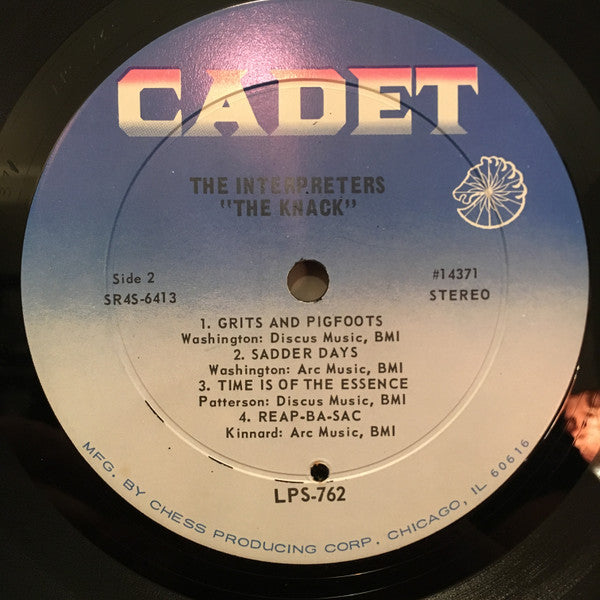 CADET
THE INTERPRETERS
"THE KNACK"
Side 2
SR4S-6413
#14371
STEREO
1. GRITS AND PIGFOOTS
Washington: Discus Music, BMI
2. SADDER DAYS
Washington: Arc Music, BMI
3. TIME IS OF THE ESSENCE
Patterson: Discus Music, BMI
4. REAP-BA-SAC
Kinnard: Arc Music, BMI
LPS-762
MFG. BY CHESS PRODUCING CORP. CHICAGO, IL 60616